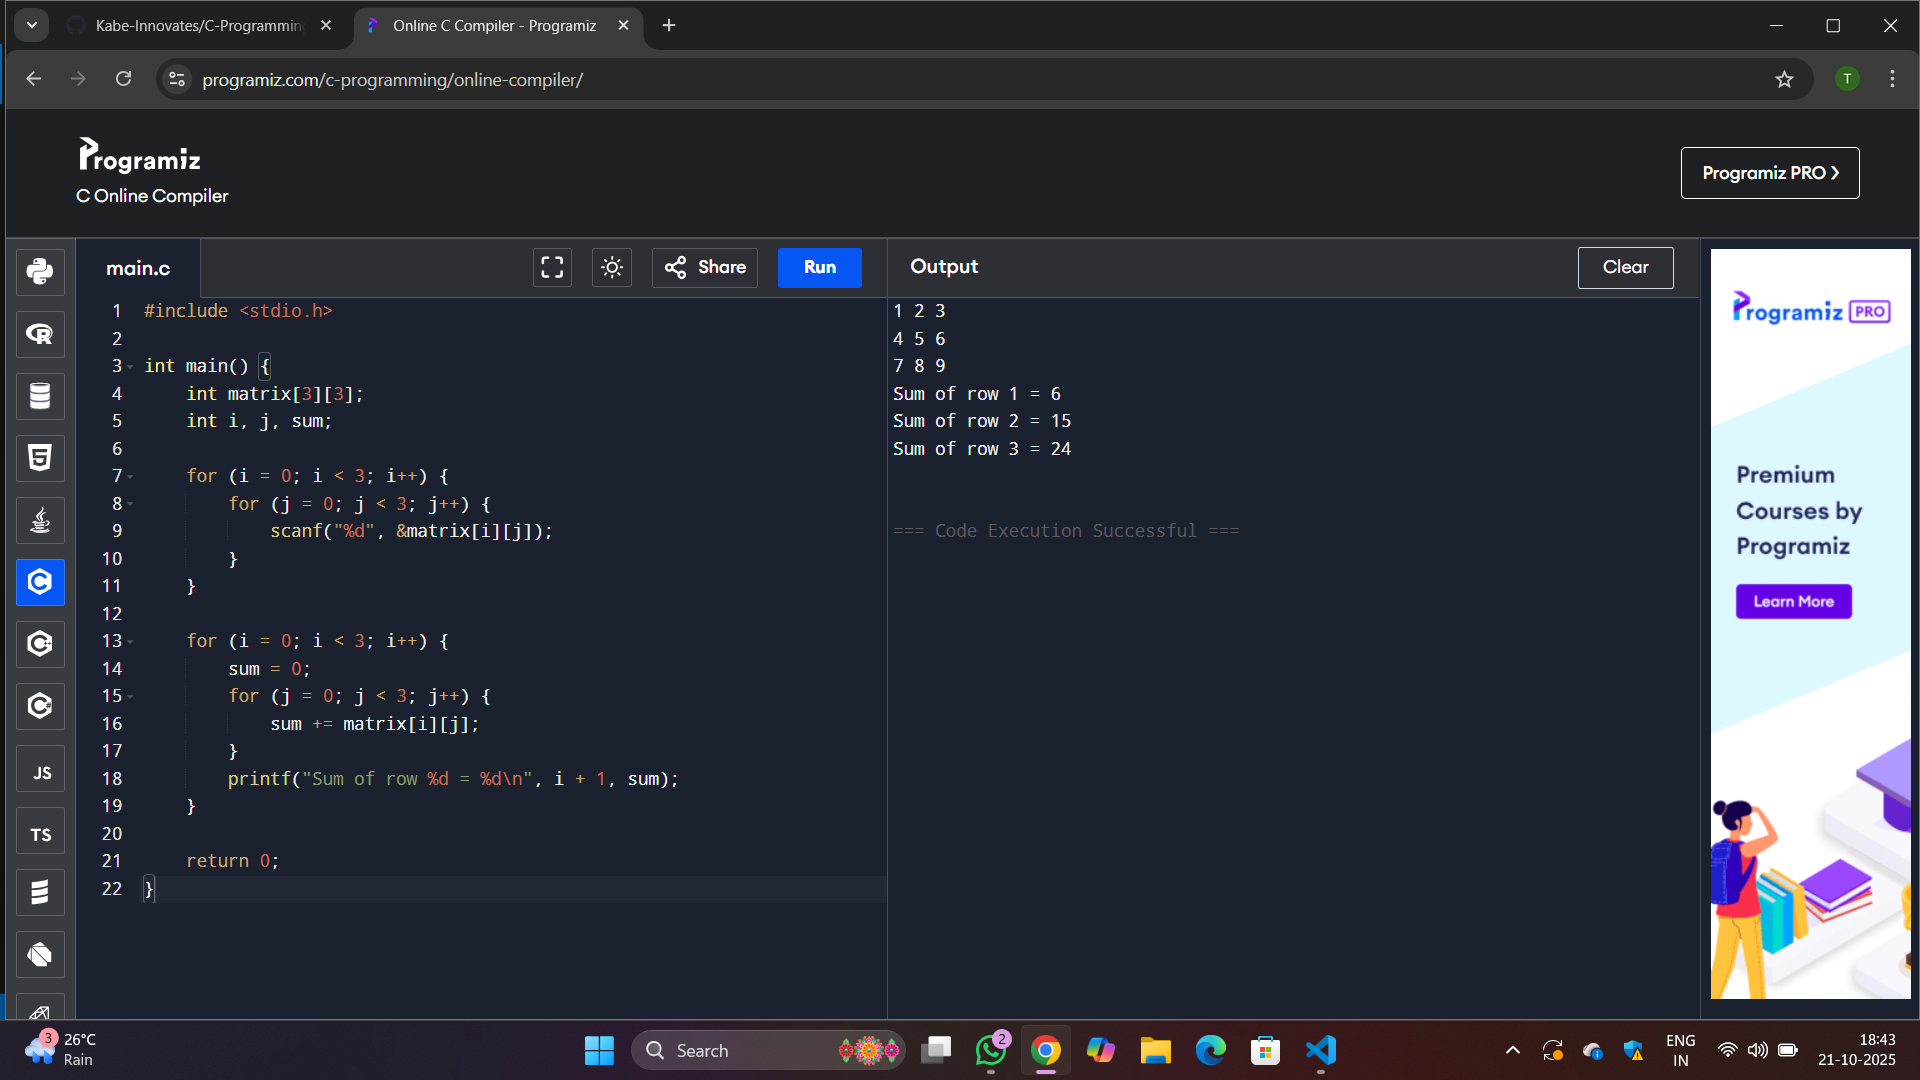 Kabe-Innovates/C-Programmin
Online C Compiler - Programiz
programiz.com/c-programming/online-compiler/
T
Programiz
C Online Compiler
Programiz PRO ❯
main.c
Share
Run
Output
Clear
1 #include <stdio.h>
2
3 int main() {
4     int matrix[3][3];
5     int i, j, sum;
6
7     for (i = 0; i < 3; i++) {
8         for (j = 0; j < 3; j++) {
9             scanf("%d", &matrix[i][j]);
10         }
11     }
12
13     for (i = 0; i < 3; i++) {
14         sum = 0;
15         for (j = 0; j < 3; j++) {
16             sum += matrix[i][j];
17         }
18         printf("Sum of row %d = %d\n", i + 1, sum);
19     }
20
21     return 0;
22 }
1 2 3
4 5 6
7 8 9
Sum of row 1 = 6
Sum of row 2 = 15
Sum of row 3 = 24
=== Code Execution Successful ===
JS
TS
Programiz PRO
Premium
Courses by
Programiz
Learn More
3
26°C
Rain
Search
2
ENG
IN
18:43
21-10-2025